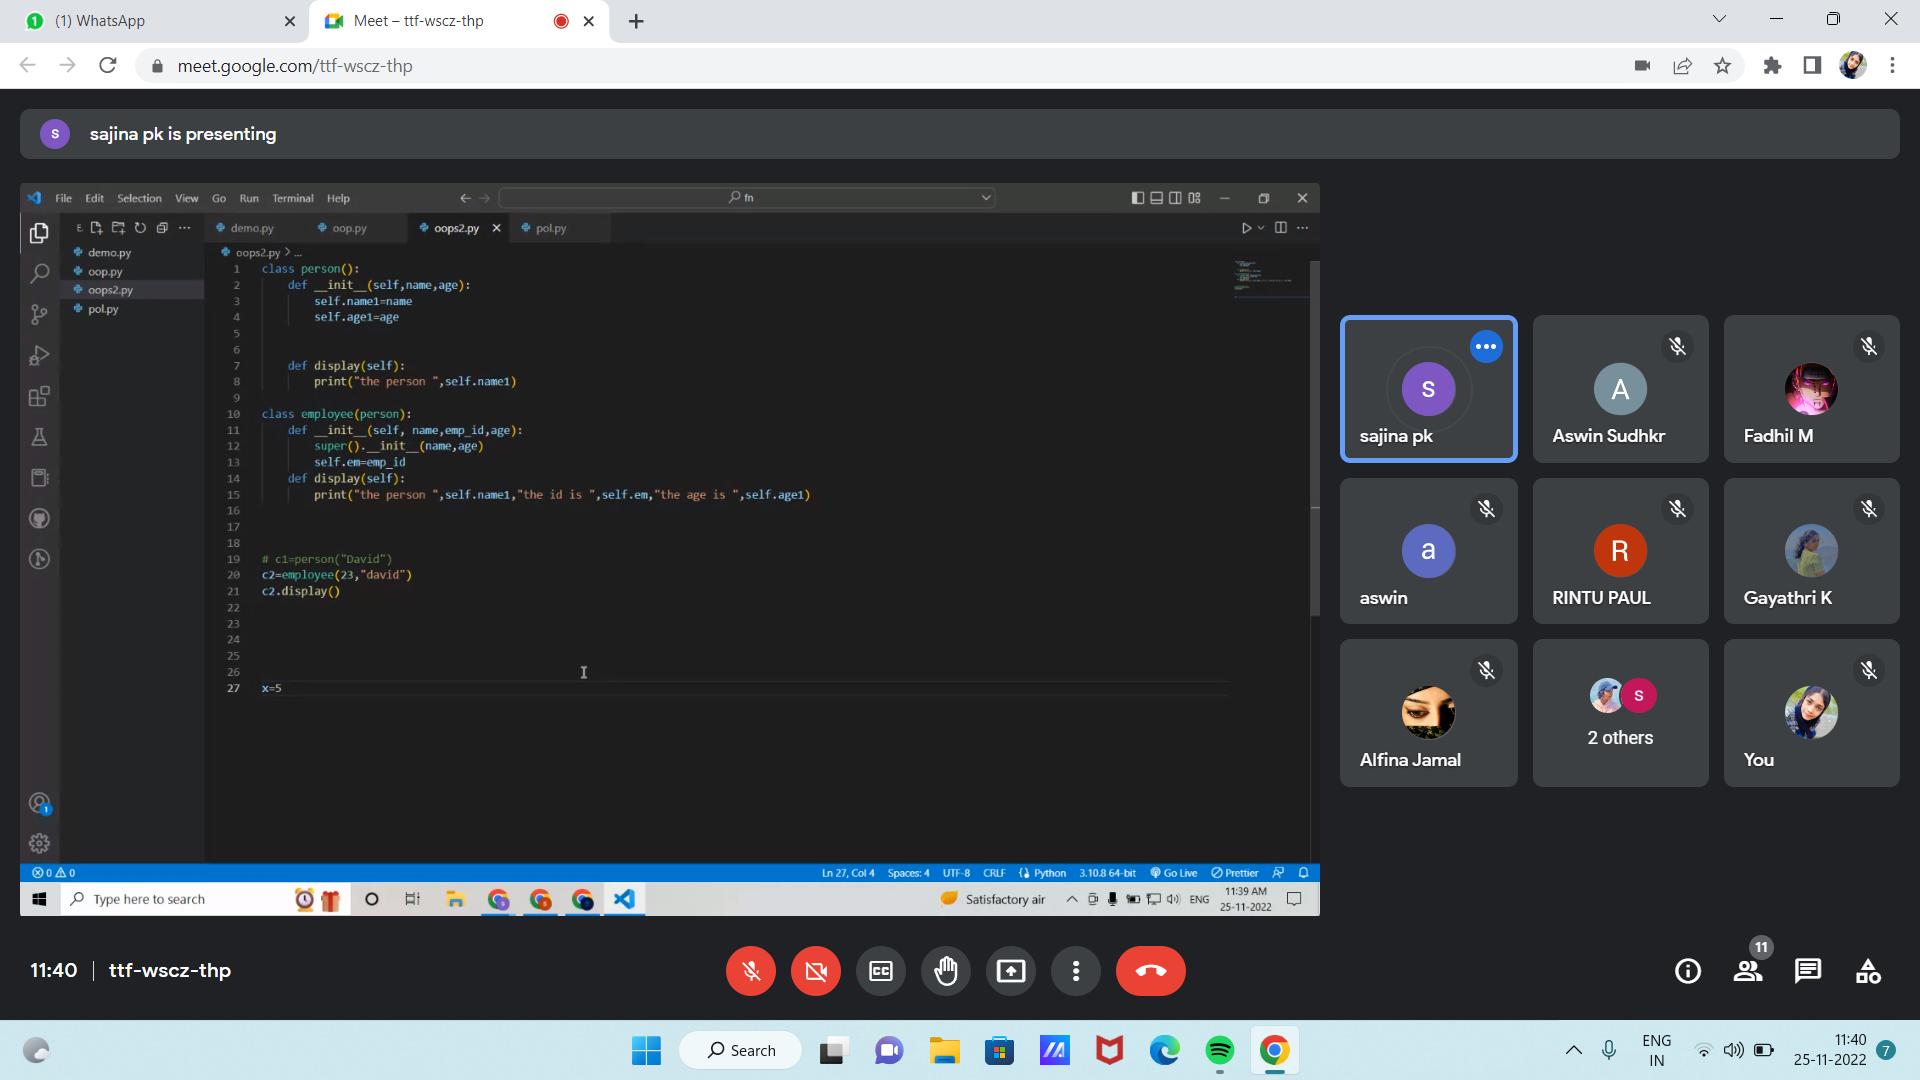 (1) WhatsApp
Meet – ttf-wscz-thp
meet.google.com/ttf-wscz-thp
s
sajina pk is presenting
File Edit Selection View Go Run Terminal Help
fn
E
demo.py
oop.py
oops2.py
pol.py
demo.py
oop.py
oops2.py
pol.py
oops2.py > ...
1 class person():
2 def __init__(self,name,age):
3 self.name1=name
4 self.age1=age
5
6
7 def display(self):
8 print("the person ",self.name1)
9
10 class employee(person):
11 def __init__(self, name,emp_id,age):
12 super().__init__(name,age)
13 self.em=emp_id
14 def display(self):
15 print("the person ",self.name1,"the id is ",self.em,"the age is ",self.age1)
16
17
18
19 # c1=person("David")
20 c2=employee(23,"david")
21 c2.display()
22
23
24
25
26
27 x=5
1
0 0
Ln 27, Col 4 Spaces: 4 UTF-8 CRLF Python 3.10.8 64-bit Go Live Prettier
Type here to search
Satisfactory air
ENG
11:39 AM
25-11-2022
s
sajina pk
A
Aswin Sudhkr
Fadhil M
a
aswin
R
RINTU PAUL
Gayathri K
Alfina Jamal
s
2 others
You
11:40 | ttf-wscz-thp
CC
11
Search
ENG
IN
11:40
25-11-2022
7